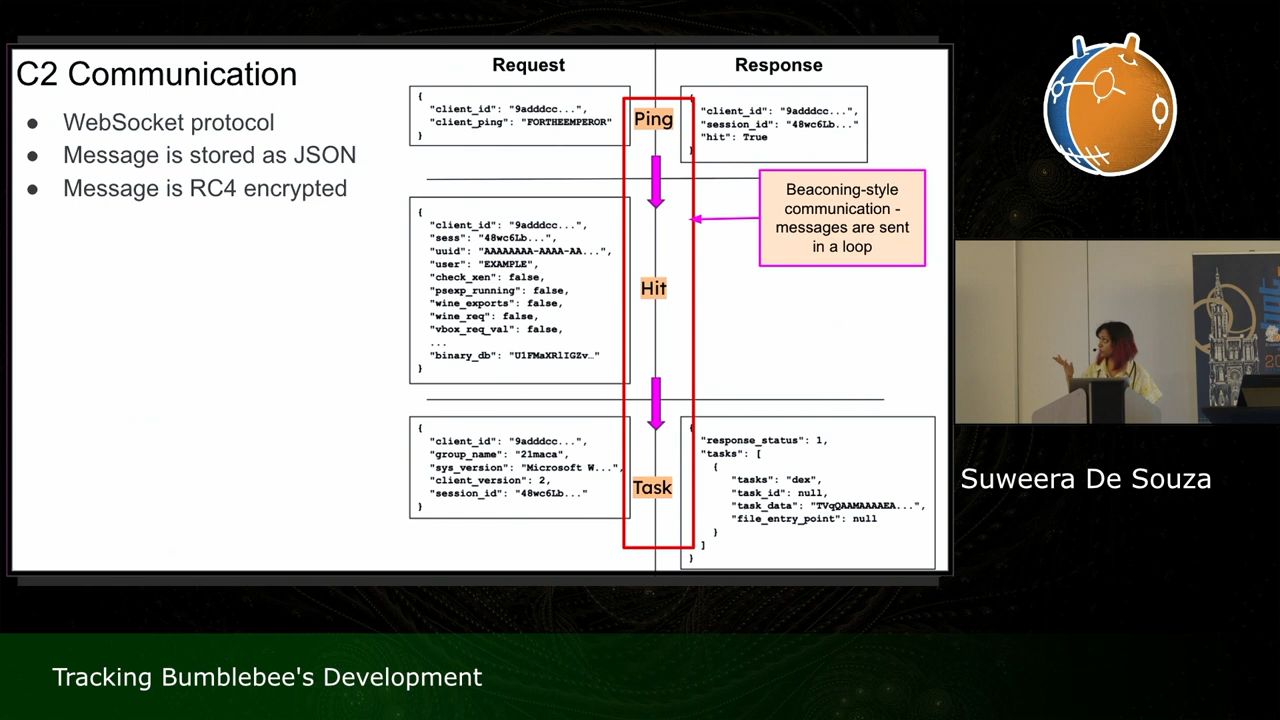 C2 Communication
● WebSocket protocol
● Message is stored as JSON
● Message is RC4 encrypted
Request
Response
{
"client_id": "9adddcc...",
"client_ping": "FORTHEEMPEROR"
}
Ping
{
"client_id": "9adddcc...",
"session_id": "48wc6Lb..."
"hit": True
}
Beaconing-style
communication -
messages are sent
in a loop
{
"client_id": "9adddcc...",
"sess": "48wc6Lb...",
"uuid": "AAAAAAAA-AAAA-AA...",
"user": "EXAMPLE",
"check_xen": false,
"psexp_running": false,
"wine_exports": false,
"wine_req": false,
"vbox_req_val": false,
...
"binary_db": "U1FMaXRlIGZv…"
}
Hit
{
"client_id": "9adddcc...",
"group_name": "21maca",
"sys_version": "Microsoft W...",
"client_version": 2,
"session_id": "48wc6Lb..."
}
Task
{
"response_status": 1,
"tasks": [
{
"tasks": "dex",
"task_id": null,
"task_data": "TVqQAAMAAAAEA...",
"file_entry_point": null
}
]
}
Suweera De Souza
Tracking Bumblebee's Development